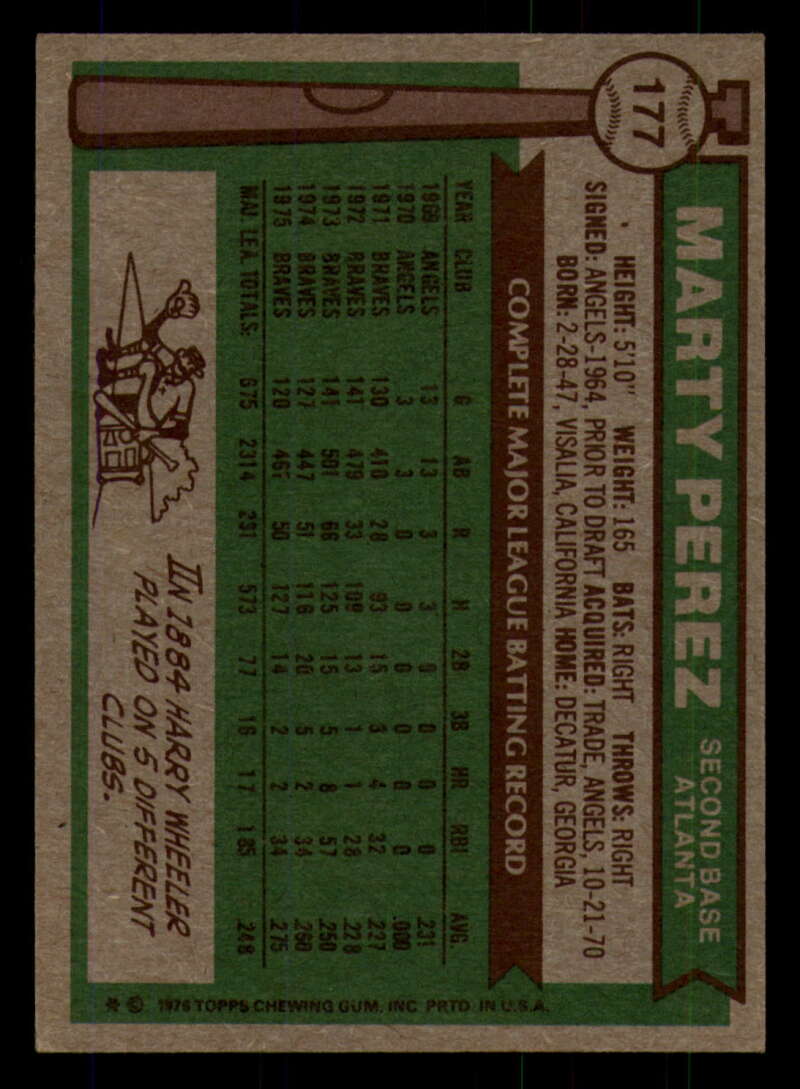 177
MARTY PEREZ
SECOND BASE
ATLANTA
HEIGHT: 5'10" WEIGHT: 165 BATS: RIGHT THROWS: RIGHT
SIGNED: ANGELS-1964, PRIOR TO DRAFT ACQUIRED: TRADE, ANGELS, 10-21-70
BORN: 2-28-47, VISALIA, CALIFORNIA HOME: DECATUR, GEORGIA
COMPLETE MAJOR LEAGUE BATTING RECORD
YEAR CLUB G AB R H 2B 3B HR RBI AVG.
1969 ANGELS 13 13 3 3 0 0 0 0 .231
1970 ANGELS 3 3 0 0 0 0 0 0 .000
1971 BRAVES 130 410 28 93 15 3 4 32 .227
1972 BRAVES 141 479 33 109 13 1 1 28 .228
1973 BRAVES 141 501 66 125 15 5 8 57 .250
1974 BRAVES 127 447 51 116 20 5 2 34 .260
1975 BRAVES 120 461 50 127 14 2 2 34 .275
MAJ. LEA. TOTALS: 675 2314 231 573 77 16 17 185 .248
IN 1884 HARRY WHEELER
PLAYED ON 5 DIFFERENT
CLUBS.
* © 1976 TOPPS CHEWING GUM, INC. PRTD. IN U.S.A.